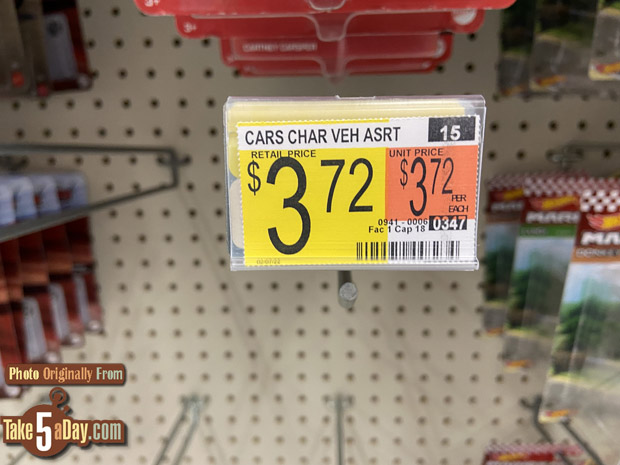 CARS CHAR VEH ASRT
15
RETAIL PRICE
$3 72
UNIT PRICE
$3 72
PER
EACH
0941-0006 0347
Fac 1 Cap 18
Photo Originally From
Take5aDay.com